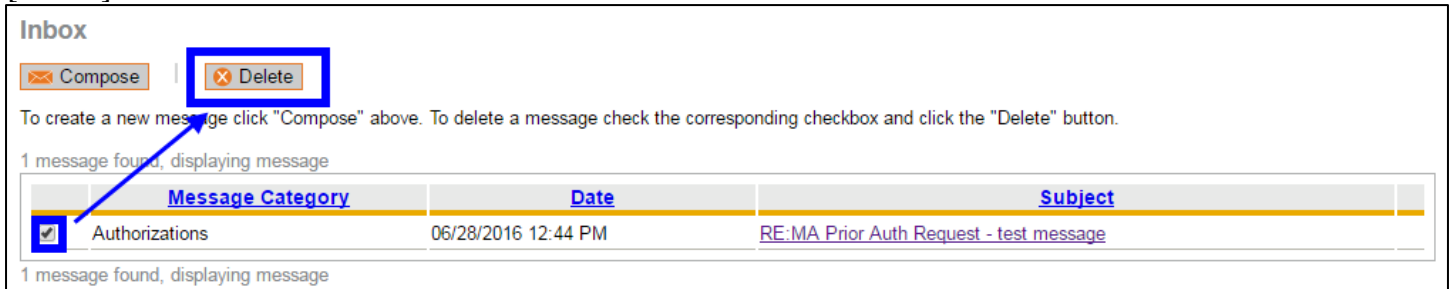 Inbox
Compose | Delete
To create a new message click "Compose" above. To delete a message check the corresponding checkbox and click the "Delete" button.
1 message found, displaying message
Message Category Date Subject
Authorizations 06/28/2016 12:44 PM RE:MA Prior Auth Request - test message
1 message found, displaying message